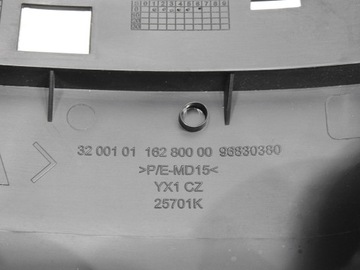 32 001 01 162 800 00 96830380
>P/E-MD15<
YX1 CZ
25701K